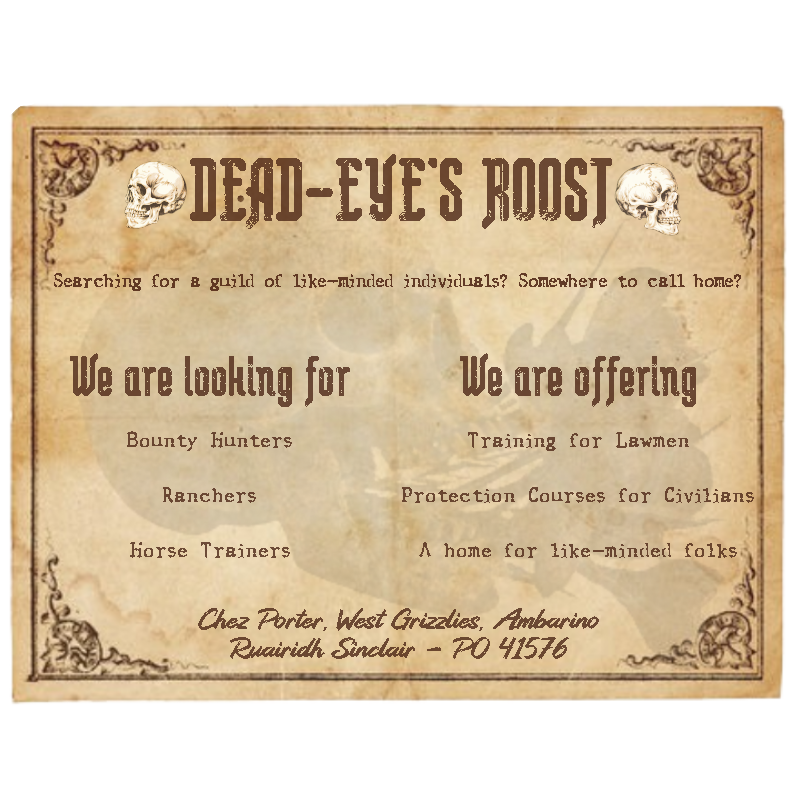 DEAD-EYE'S ROOST
Searching for a guild of like-minded individuals? Somewhere to call home?
We are looking for
Bounty Hunters
Ranchers
Horse Trainers
We are offering
Training for Lawmen
Protection Courses for Civilians
A home for like-minded folks
Chez Porter, West Grizzlies, Ambarino
Ruairidh Sinclair - PO 41576